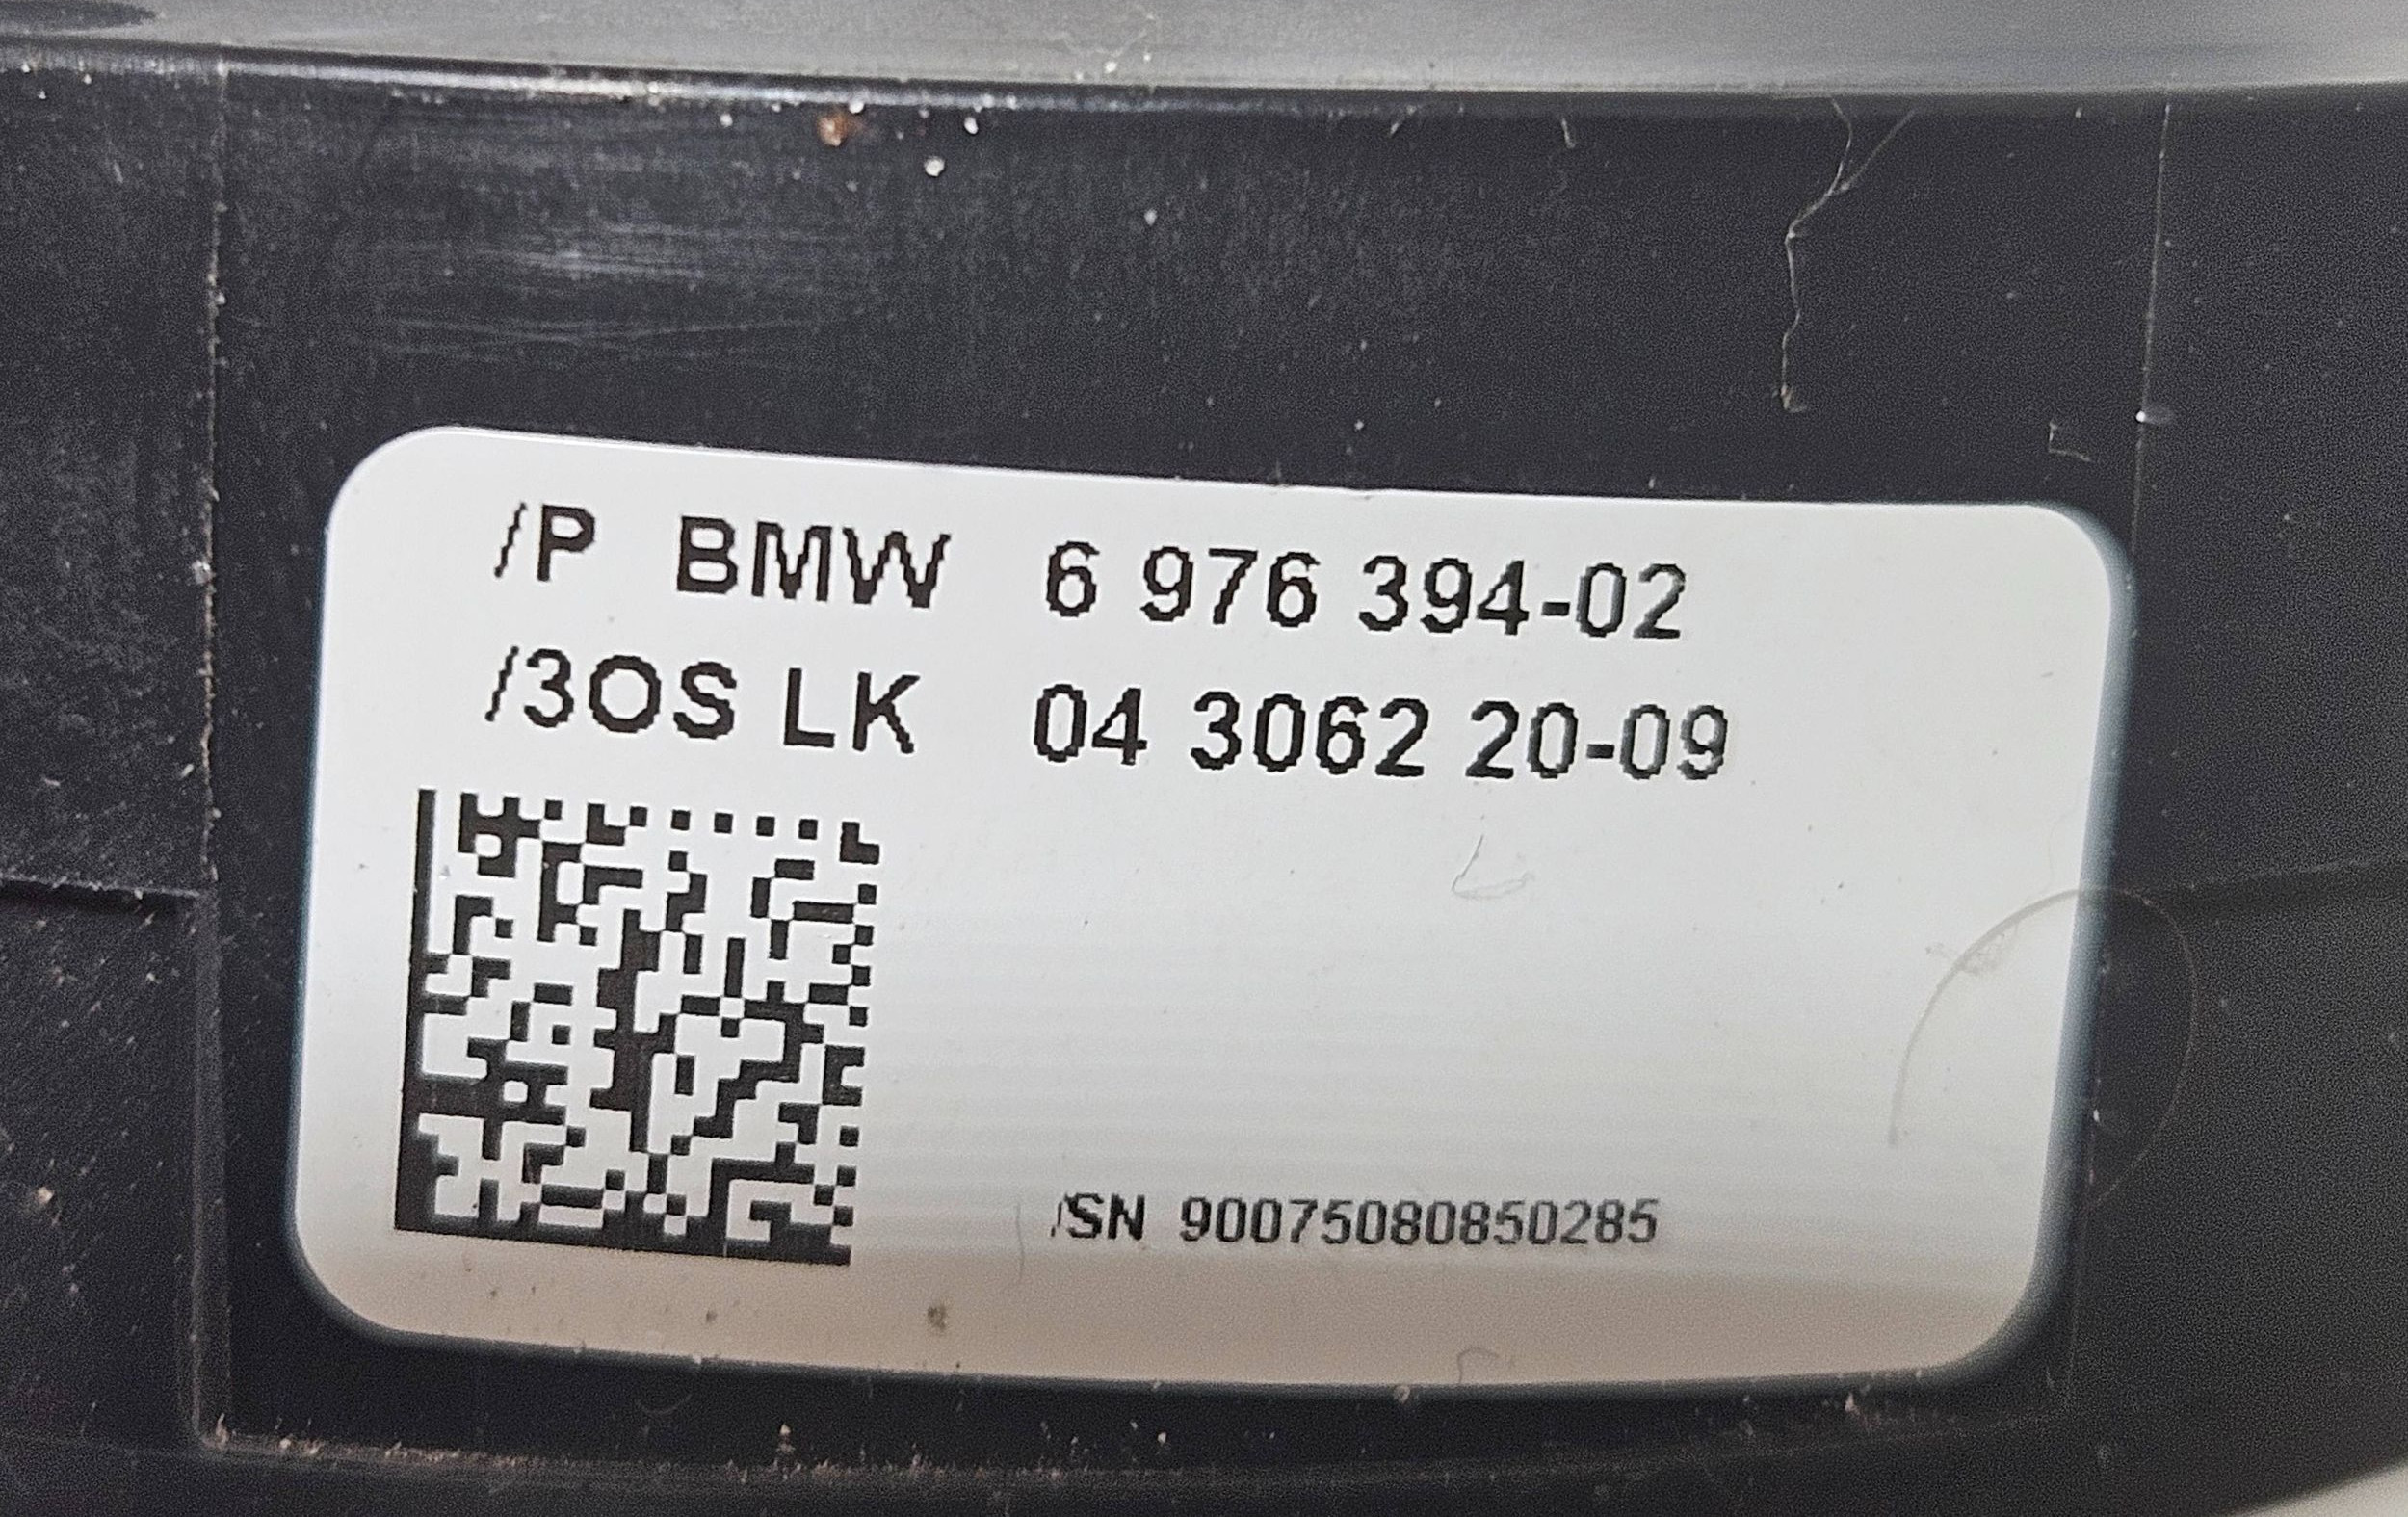 /P BMW 6 976 394-02
/3OS LK 04 3062 20-09
/SN 90075080850285